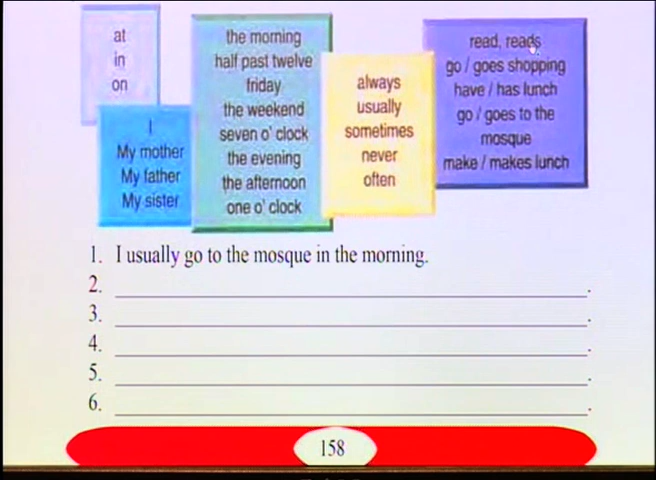 at
in
on
I
My mother
My father
My sister
the morning
half past twelve
friday
the weekend
seven o' clock
the evening
the afternoon
one o' clock
always
usually
sometimes
never
often
read, reads
go / goes shopping
have / has lunch
go / goes to the
mosque
make / makes lunch
1. I usually go to the mosque in the morning.
2. .
3. .
4. .
5. .
6. .
158